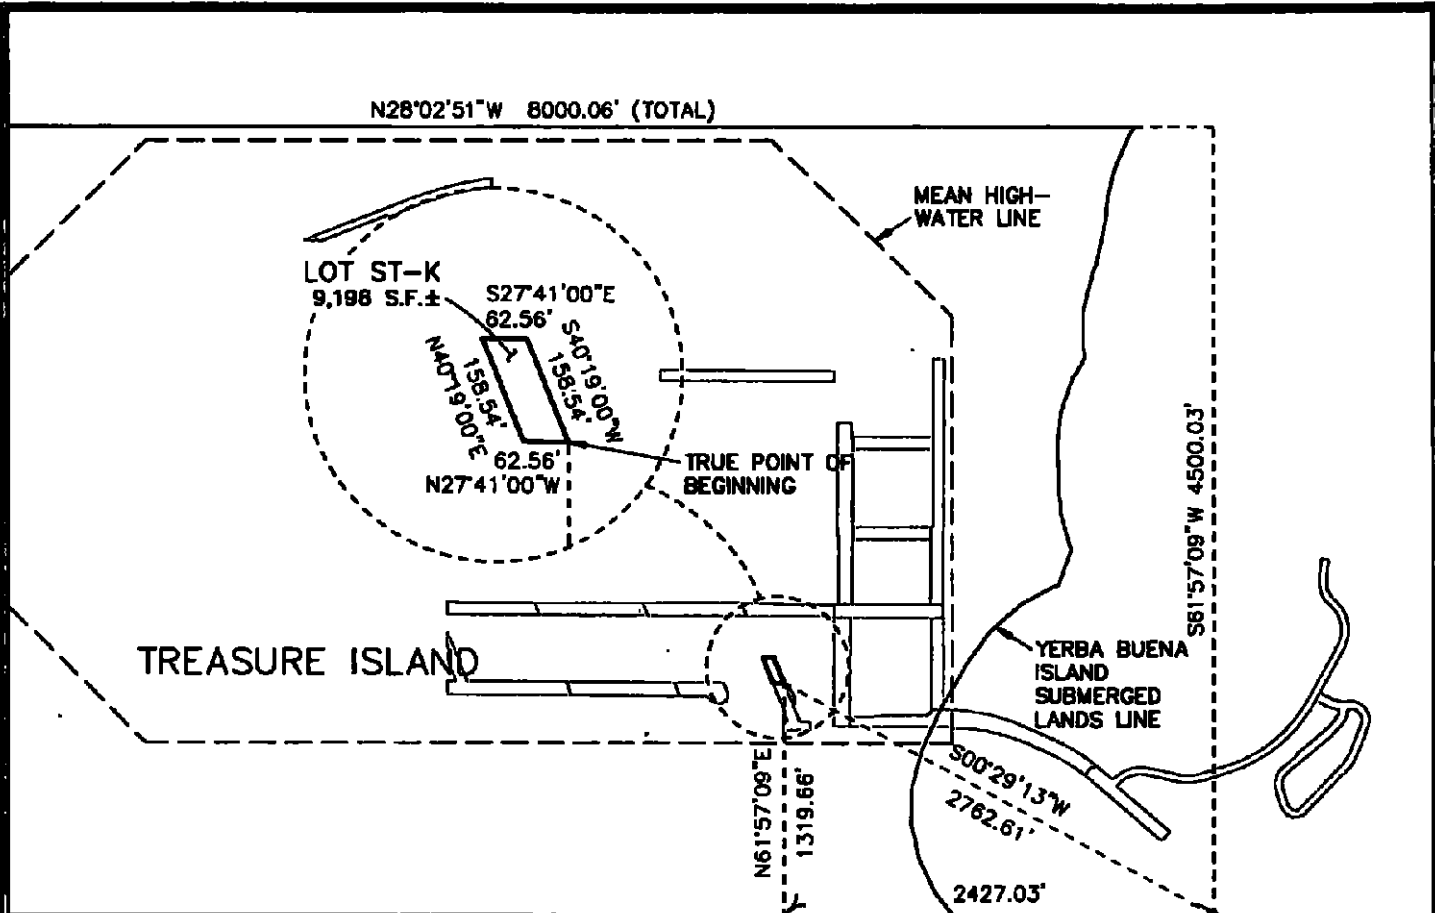 N28°02'51"W 8000.06' (TOTAL)
MEAN HIGH-
WATER LINE
LOT ST-K
9,198 S.F.±
S27°41'00"E
62.56'
S40°19'00"W
158.54'
N40°19'00"E
158.54'
62.56'
N27°41'00"W
TRUE POINT OF
BEGINNING
S61°57'09"W 4500.03'
TREASURE ISLAND
YERBA BUENA
ISLAND
SUBMERGED
LANDS LINE
N61°57'09"E
1319.66'
S00°29'13"W
2762.61'
2427.03'